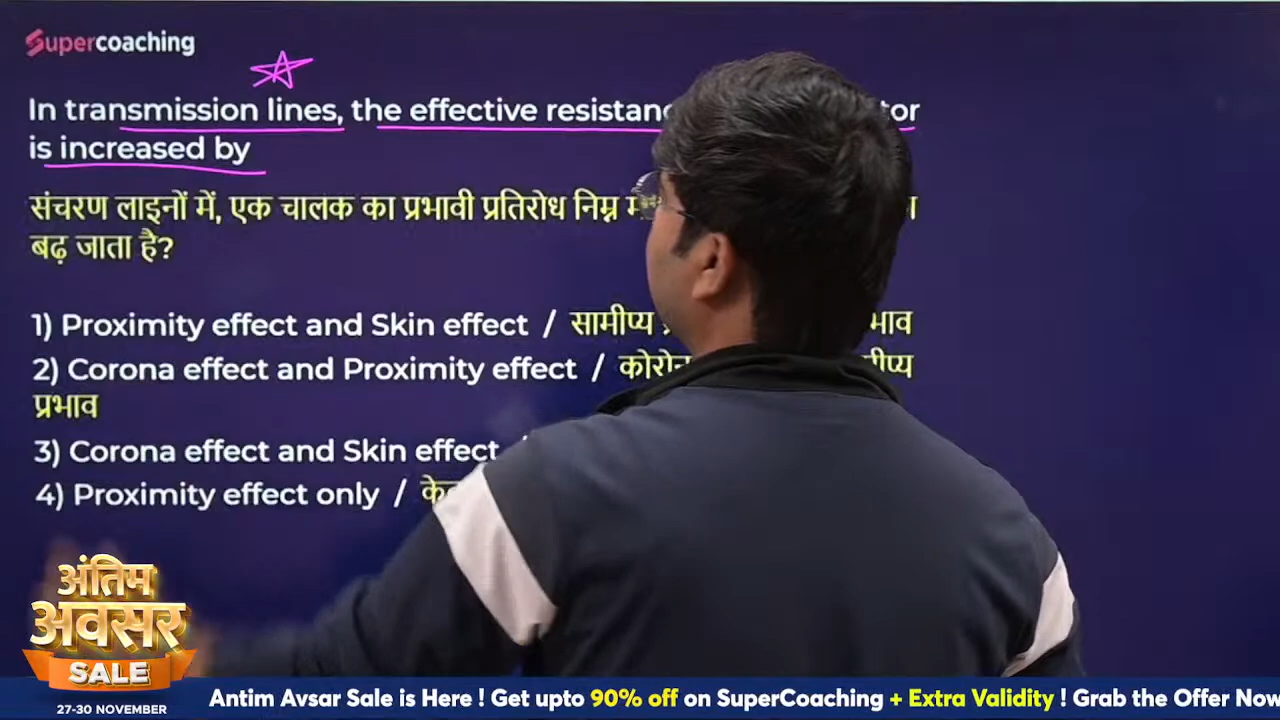 Supercoaching
In transmission lines, the effective tor
is increased by
संचरण लाइनों में, एक चालक का प्रभावी प्रतिरोध निम्न
बढ़ जाता है?
1) Proximity effect and Skin effect / सामीप्य
2) Corona effect and Proximity effect /
प्रभाव
3) Corona effect and Skin effect
4) Proximity effect only /
अंतिम
अवसर
SALE
27-30 NOVEMBER
Antim Avsar Sale is Here ! Get upto 90% off on SuperCoaching + Extra Validity ! Grab the Offer Now